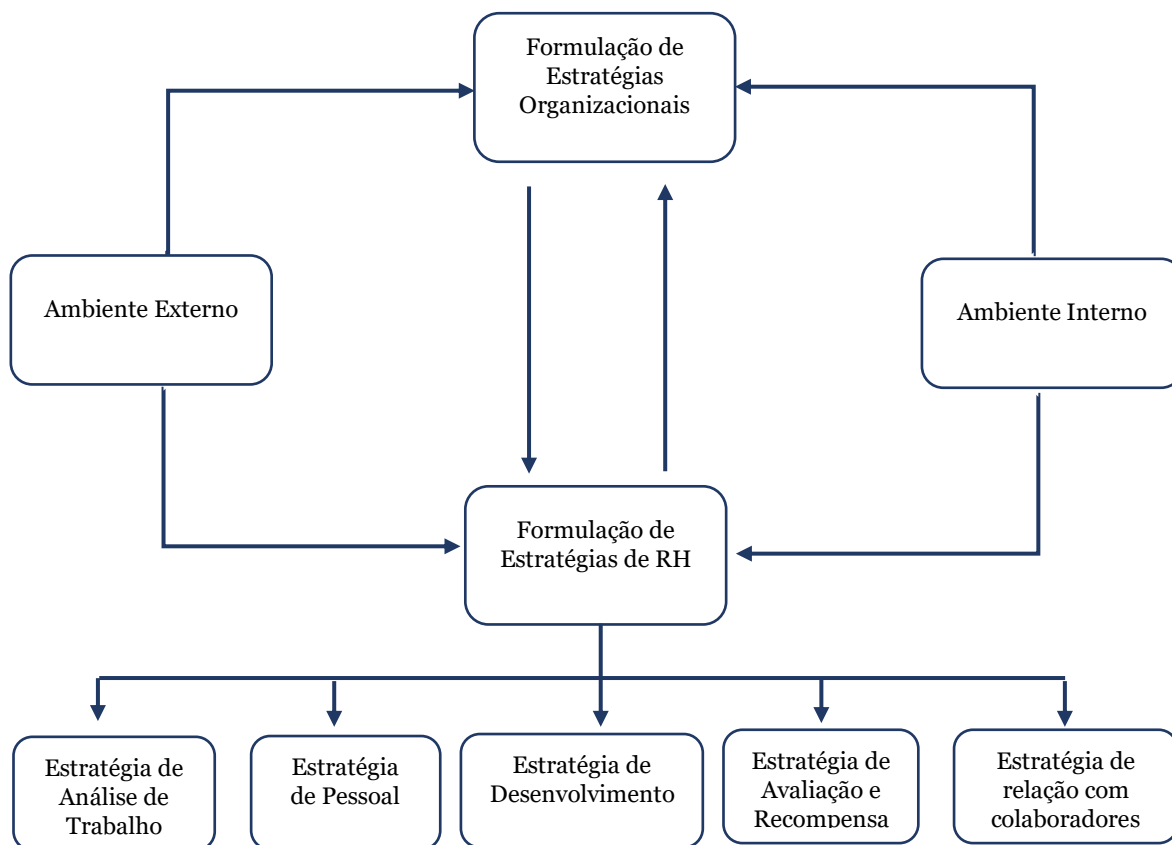 Formulação de
Estratégias
Organizacionais
Ambiente Externo
Ambiente Interno
Formulação de
Estratégias de RH
Estratégia de
Análise de
Trabalho
Estratégia
de Pessoal
Estratégia de
Desenvolvimento
Estratégia de
Avaliação e
Recompensa
Estratégia de
relação com
colaboradores